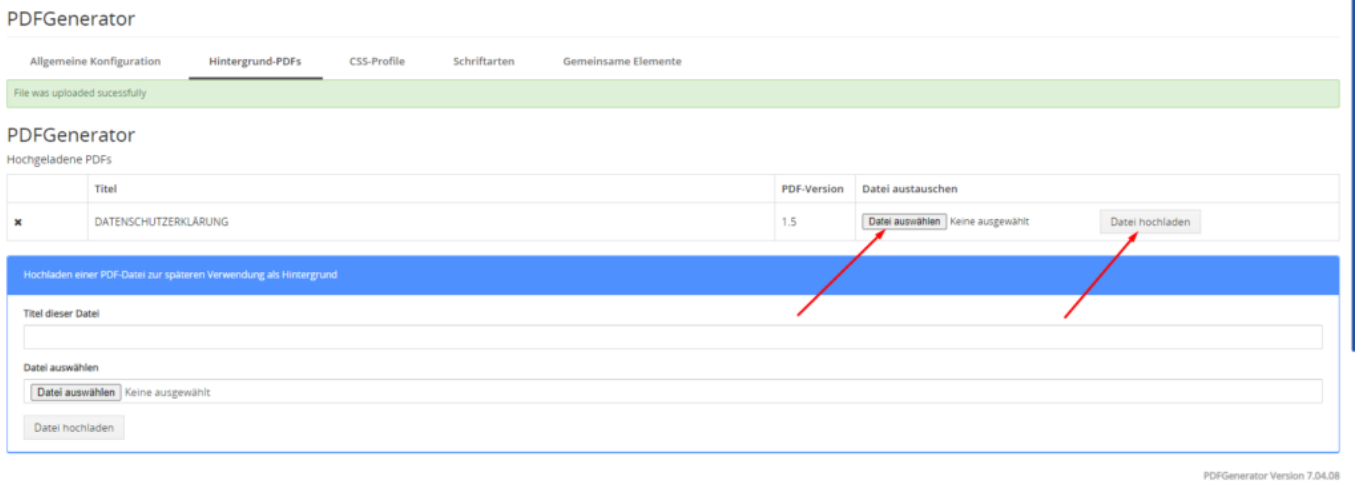 PDFGenerator
Allgemeine Konfiguration Hintergrund-PDFs CSS-Profile Schriftarten Gemeinsame Elemente
File was uploaded sucessfully
PDFGenerator
Hochgeladene PDFs
Titel PDF-Version Datei austauschen
✖ DATENSCHUTZERKLÄRUNG 1.5 Datei auswählen Keine ausgewählt Datei hochladen
Hochladen einer PDF-Datei zur späteren Verwendung als Hintergrund
Titel dieser Datei
Datei auswählen
Datei auswählen Keine ausgewählt
Datei hochladen
PDFGenerator Version 7.04.08